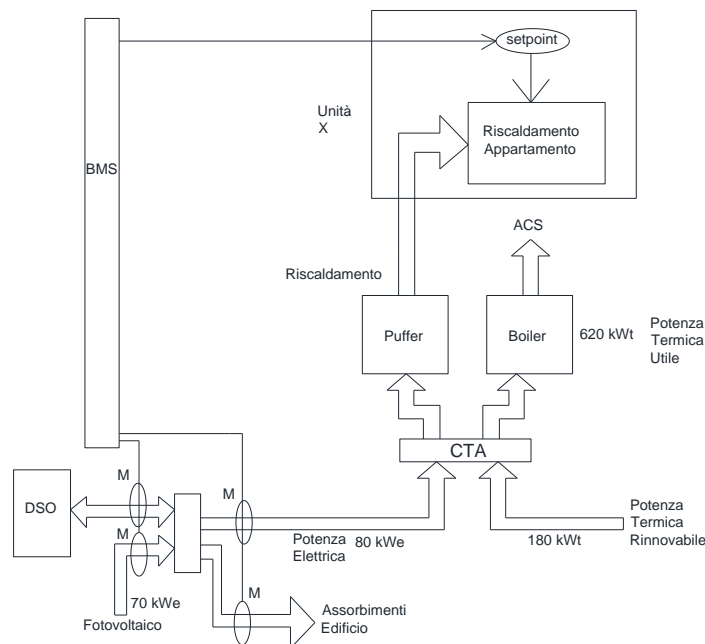 setpoint
Unità
X
Riscaldamento
Appartamento
BMS
ACS
Riscaldamento
Puffer
Boiler
620 kWt
Potenza
Termica
Utile
CTA
M
DSO
M
M
Potenza
Elettrica
80 kWe
180 kWt
Potenza
Termica
Rinnovabile
70 kWe
Fotovoltaico
M
Assorbimenti
Edificio